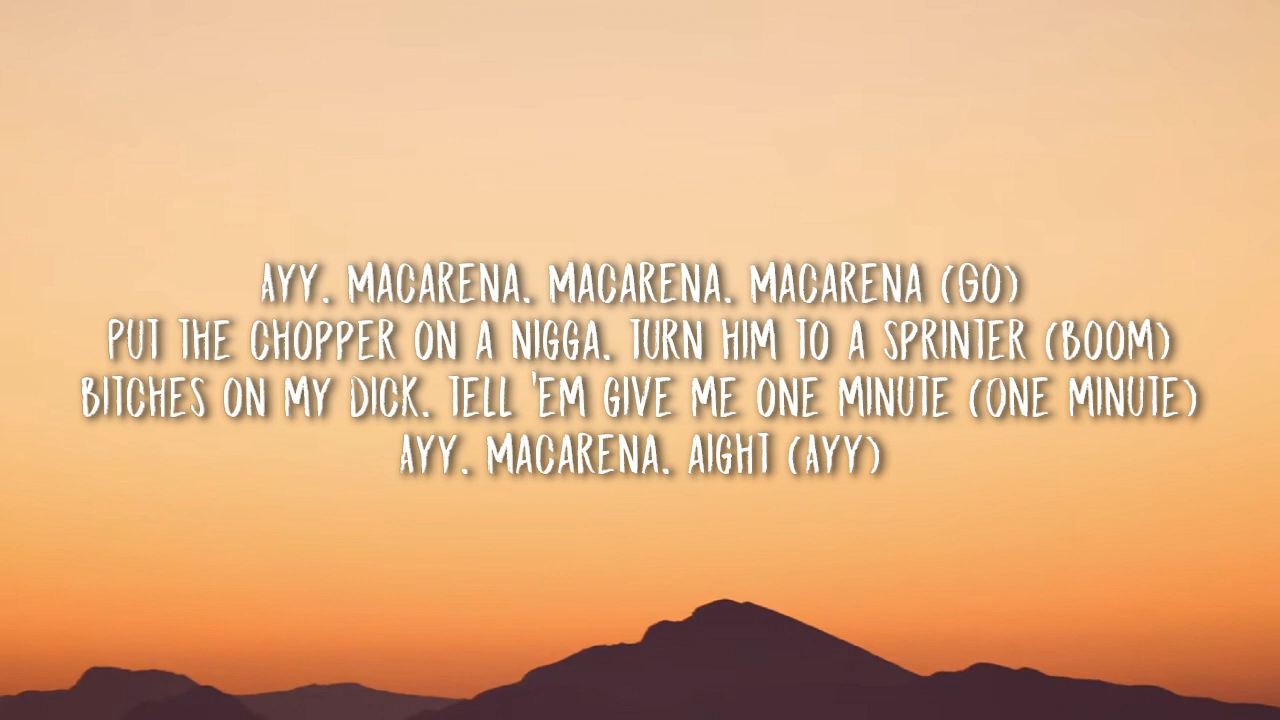 AYY. MACARENA. MACARENA. MACARENA (GO)
PUT THE CHOPPER ON A NIGGA. TURN HIM TO A SPRINTER (BOOM)
BITCHES ON MY DICK. TELL 'EM GIVE ME ONE MINUTE (ONE MINUTE)
AYY. MACARENA. AIGHT (AYY)